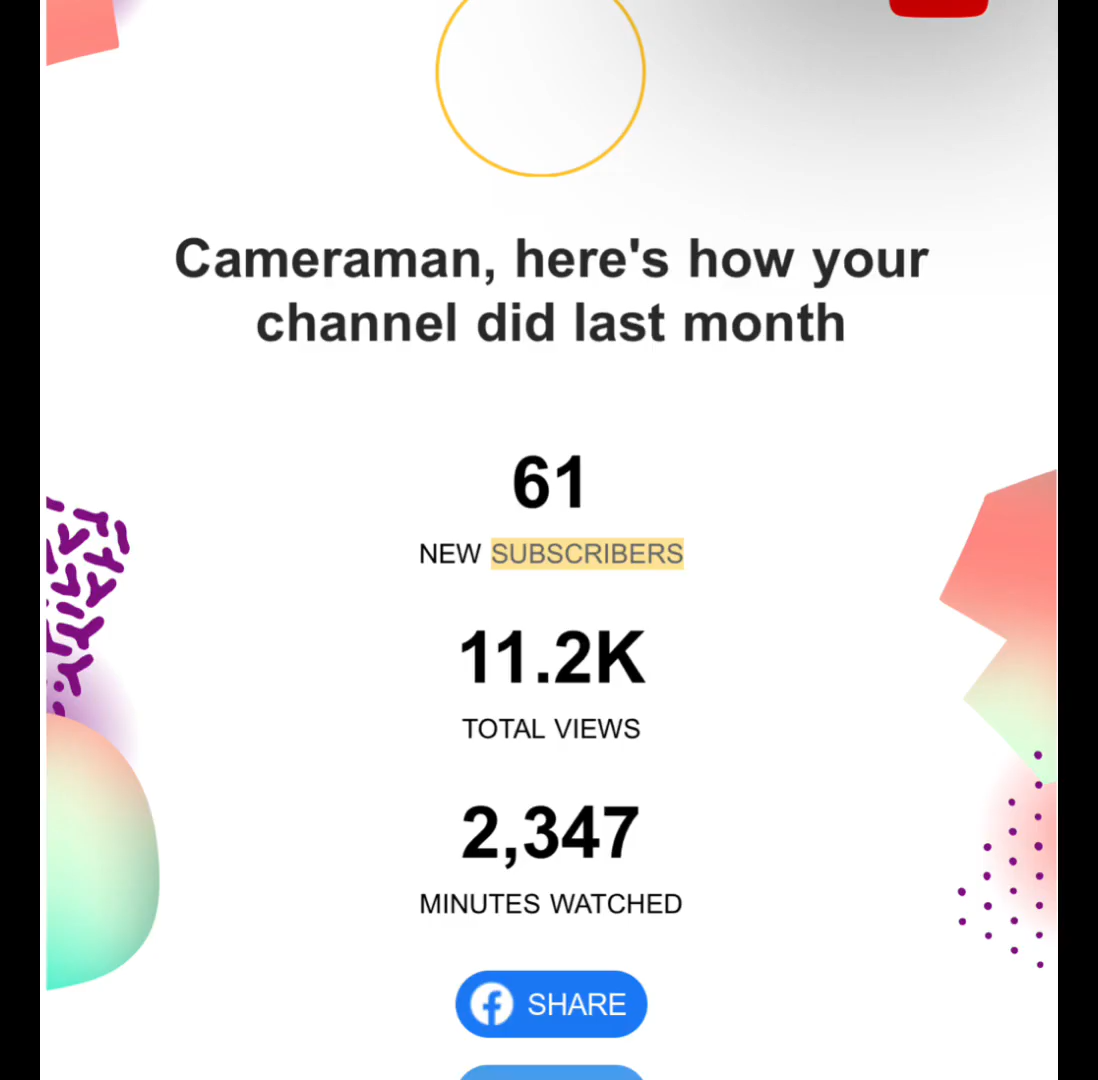 Cameraman, here's how your
channel did last month
61
NEW SUBSCRIBERS
11.2K
TOTAL VIEWS
2,347
MINUTES WATCHED
SHARE